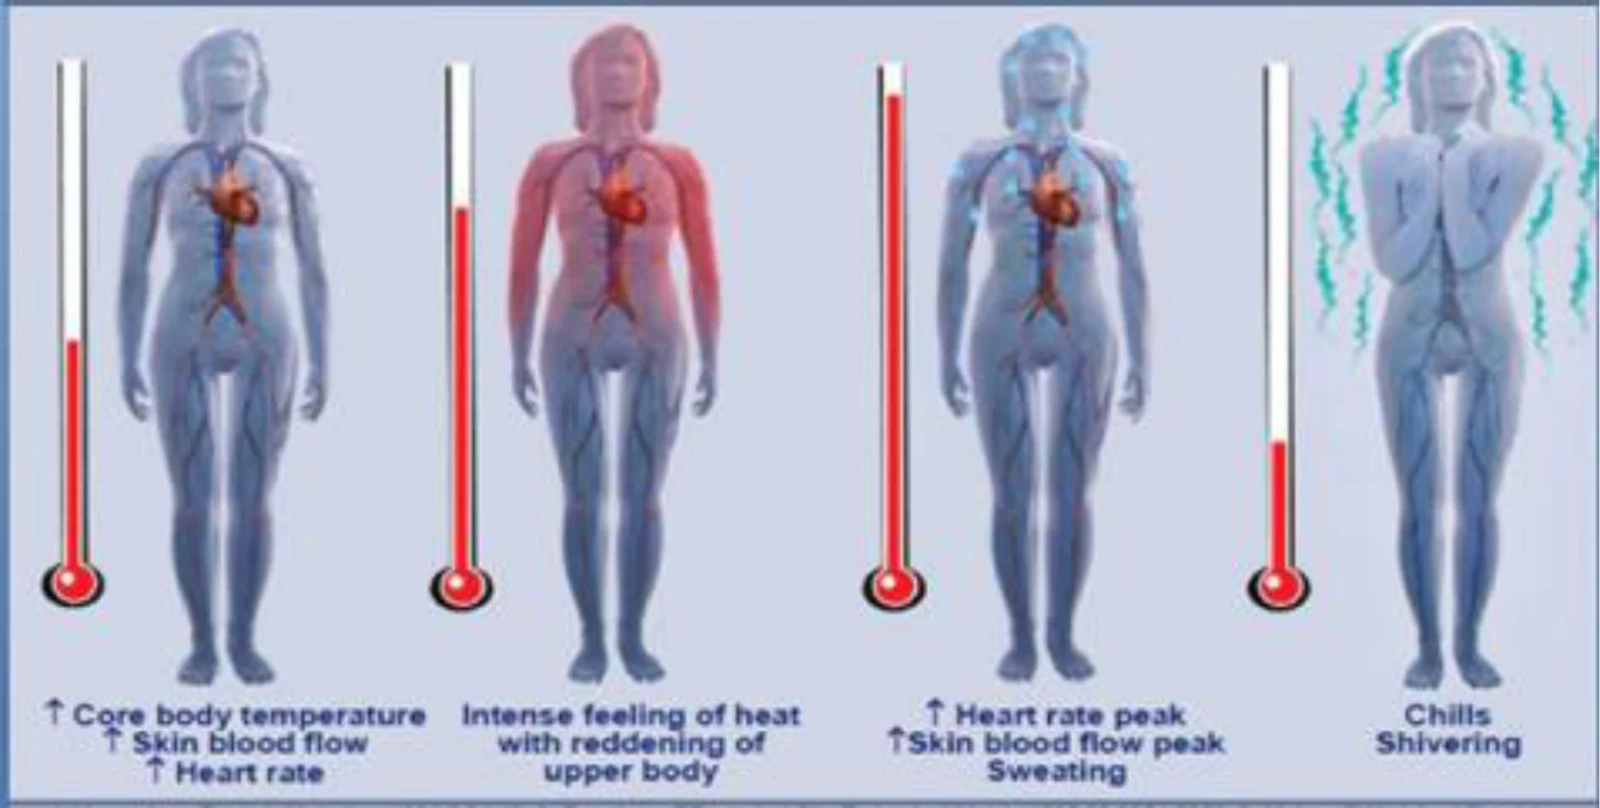 ↑ Core body temperature
↑ Skin blood flow
↑ Heart rate
Intense feeling of heat
with reddening of
upper body
↑ Heart rate peak
↑Skin blood flow peak
Sweating
Chills
Shivering